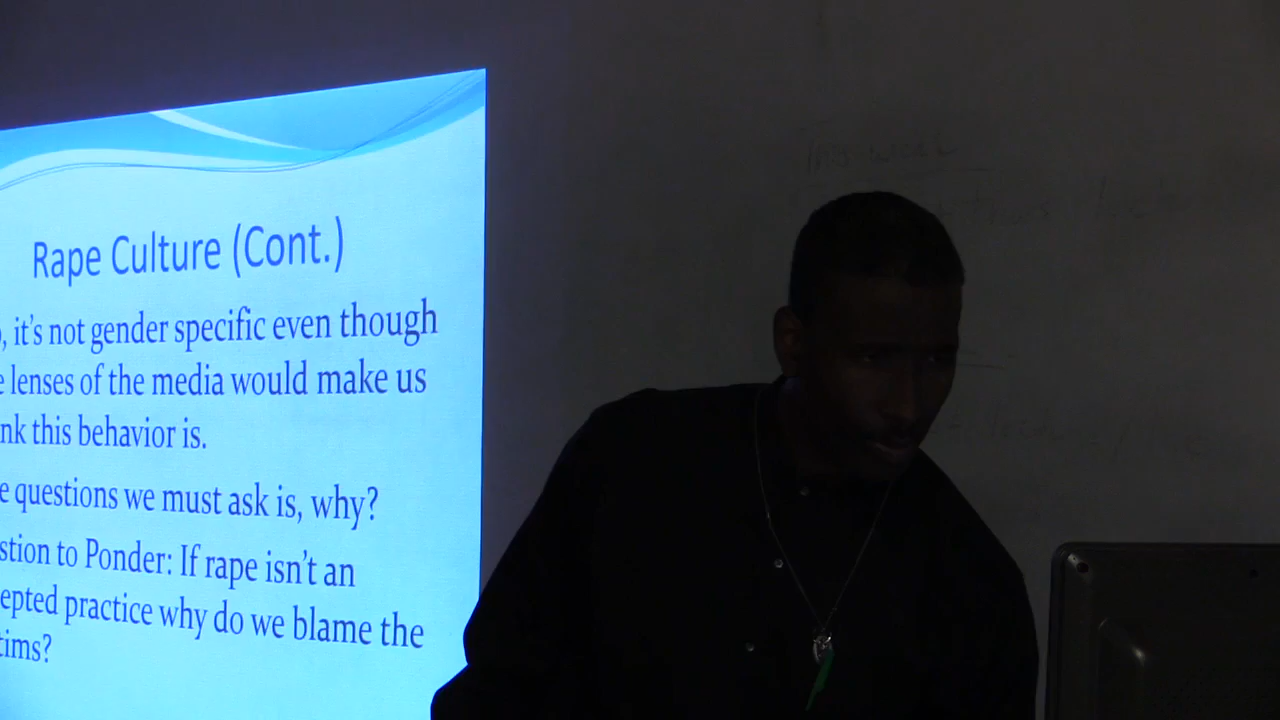 Rape Culture (Cont.)
, it's not gender specific even though
e lenses of the media would make us
nk this behavior is.
e questions we must ask is, why?
stion to Ponder: If rape isn't an
epted practice why do we blame the
tims?